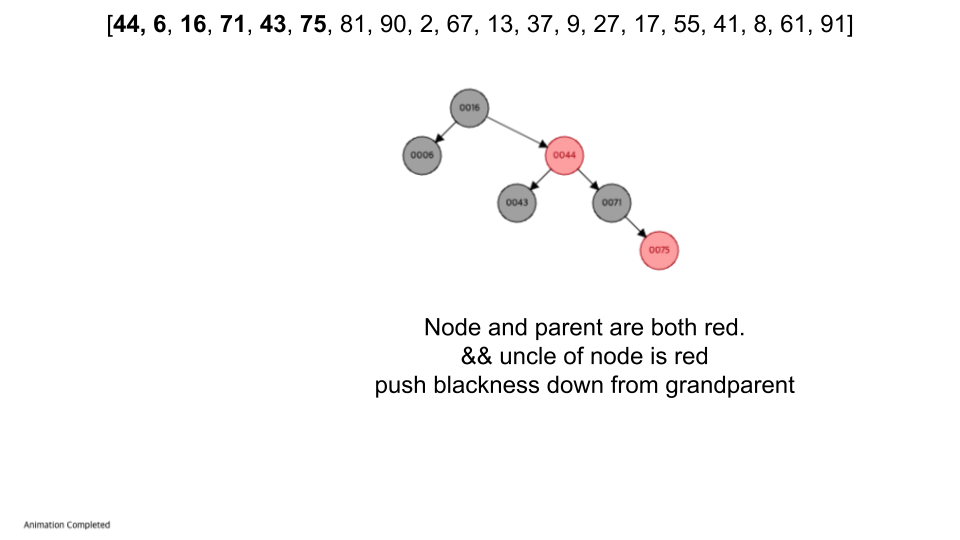 [44, 6, 16, 71, 43, 75, 81, 90, 2, 67, 13, 37, 9, 27, 17, 55, 41, 8, 61, 91]
0016
0006
0044
0043
0071
0075
Node and parent are both red.
&& uncle of node is red
push blackness down from grandparent
Animation Completed